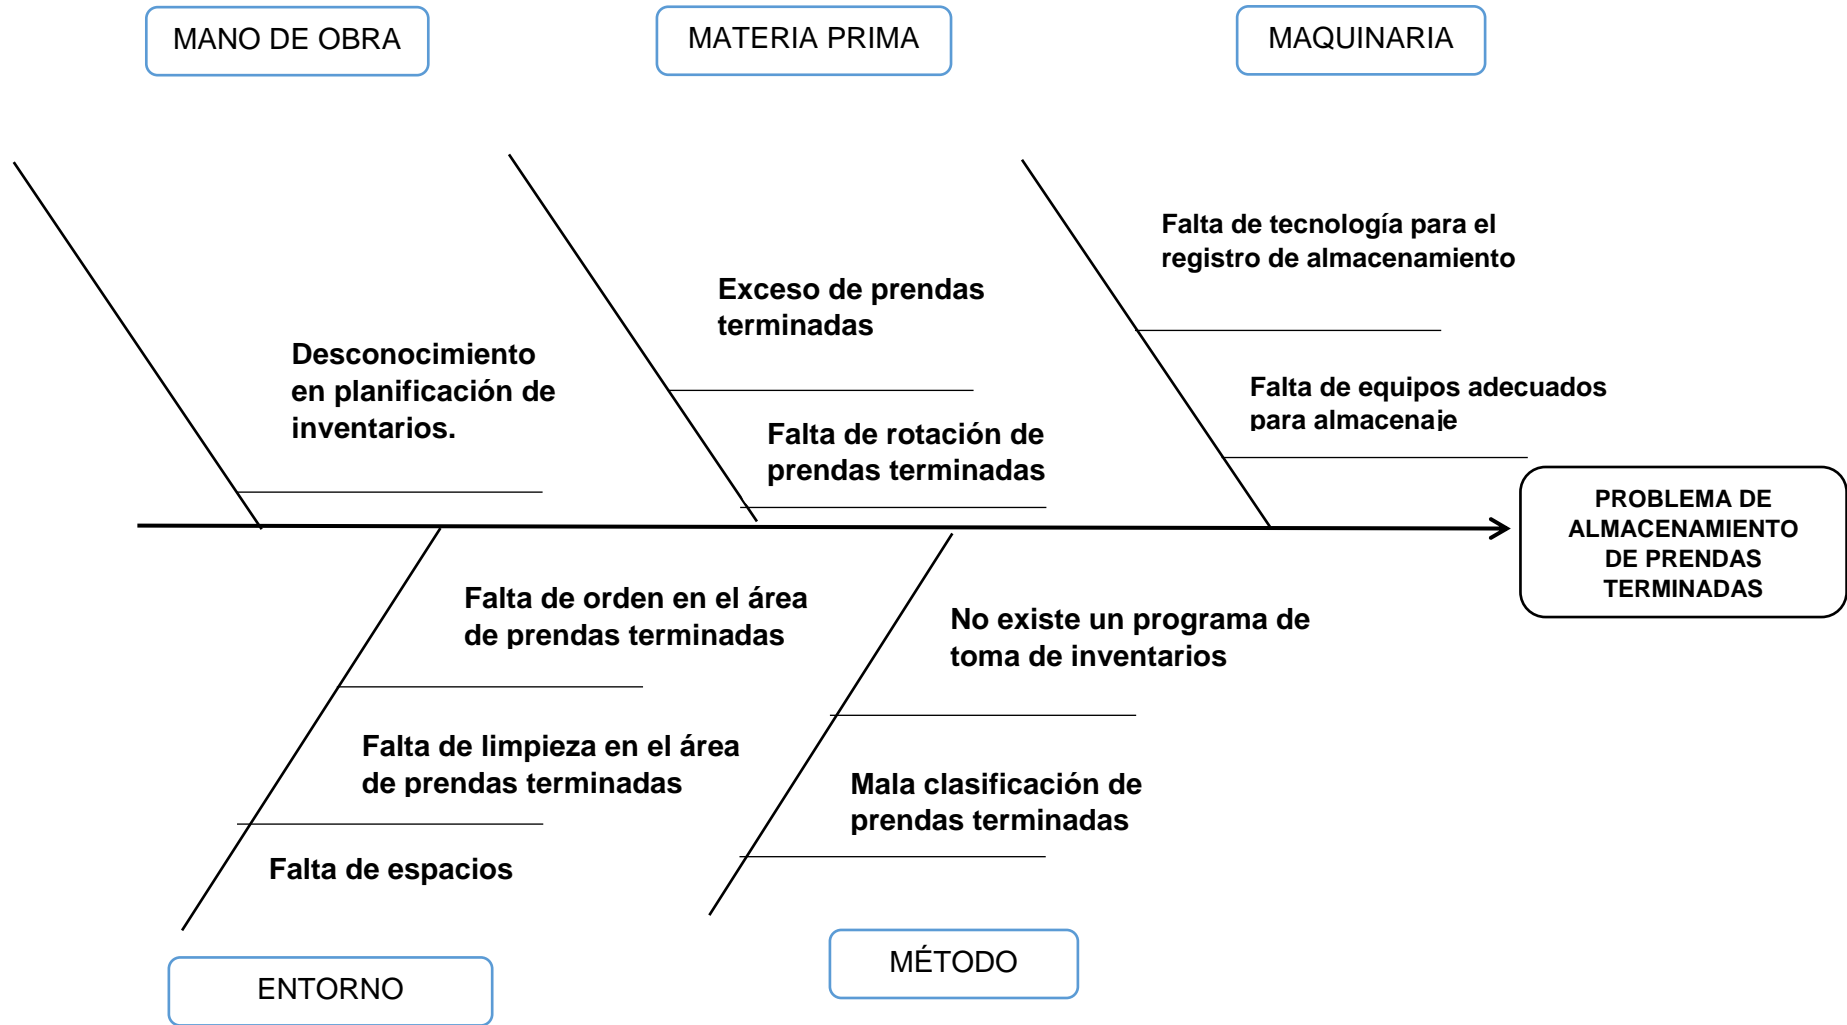 MANO DE OBRA
MATERIA PRIMA
MAQUINARIA
Falta de tecnología para el
registro de almacenamiento
Exceso de prendas
terminadas
Desconocimiento
en planificación de
inventarios.
Falta de equipos adecuados
para almacenaje
Falta de rotación de
prendas terminadas
PROBLEMA DE
ALMACENAMIENTO
DE PRENDAS
TERMINADAS
Falta de orden en el área
de prendas terminadas
No existe un programa de
toma de inventarios
Falta de limpieza en el área
de prendas terminadas
Mala clasificación de
prendas terminadas
Falta de espacios
ENTORNO
MÉTODO